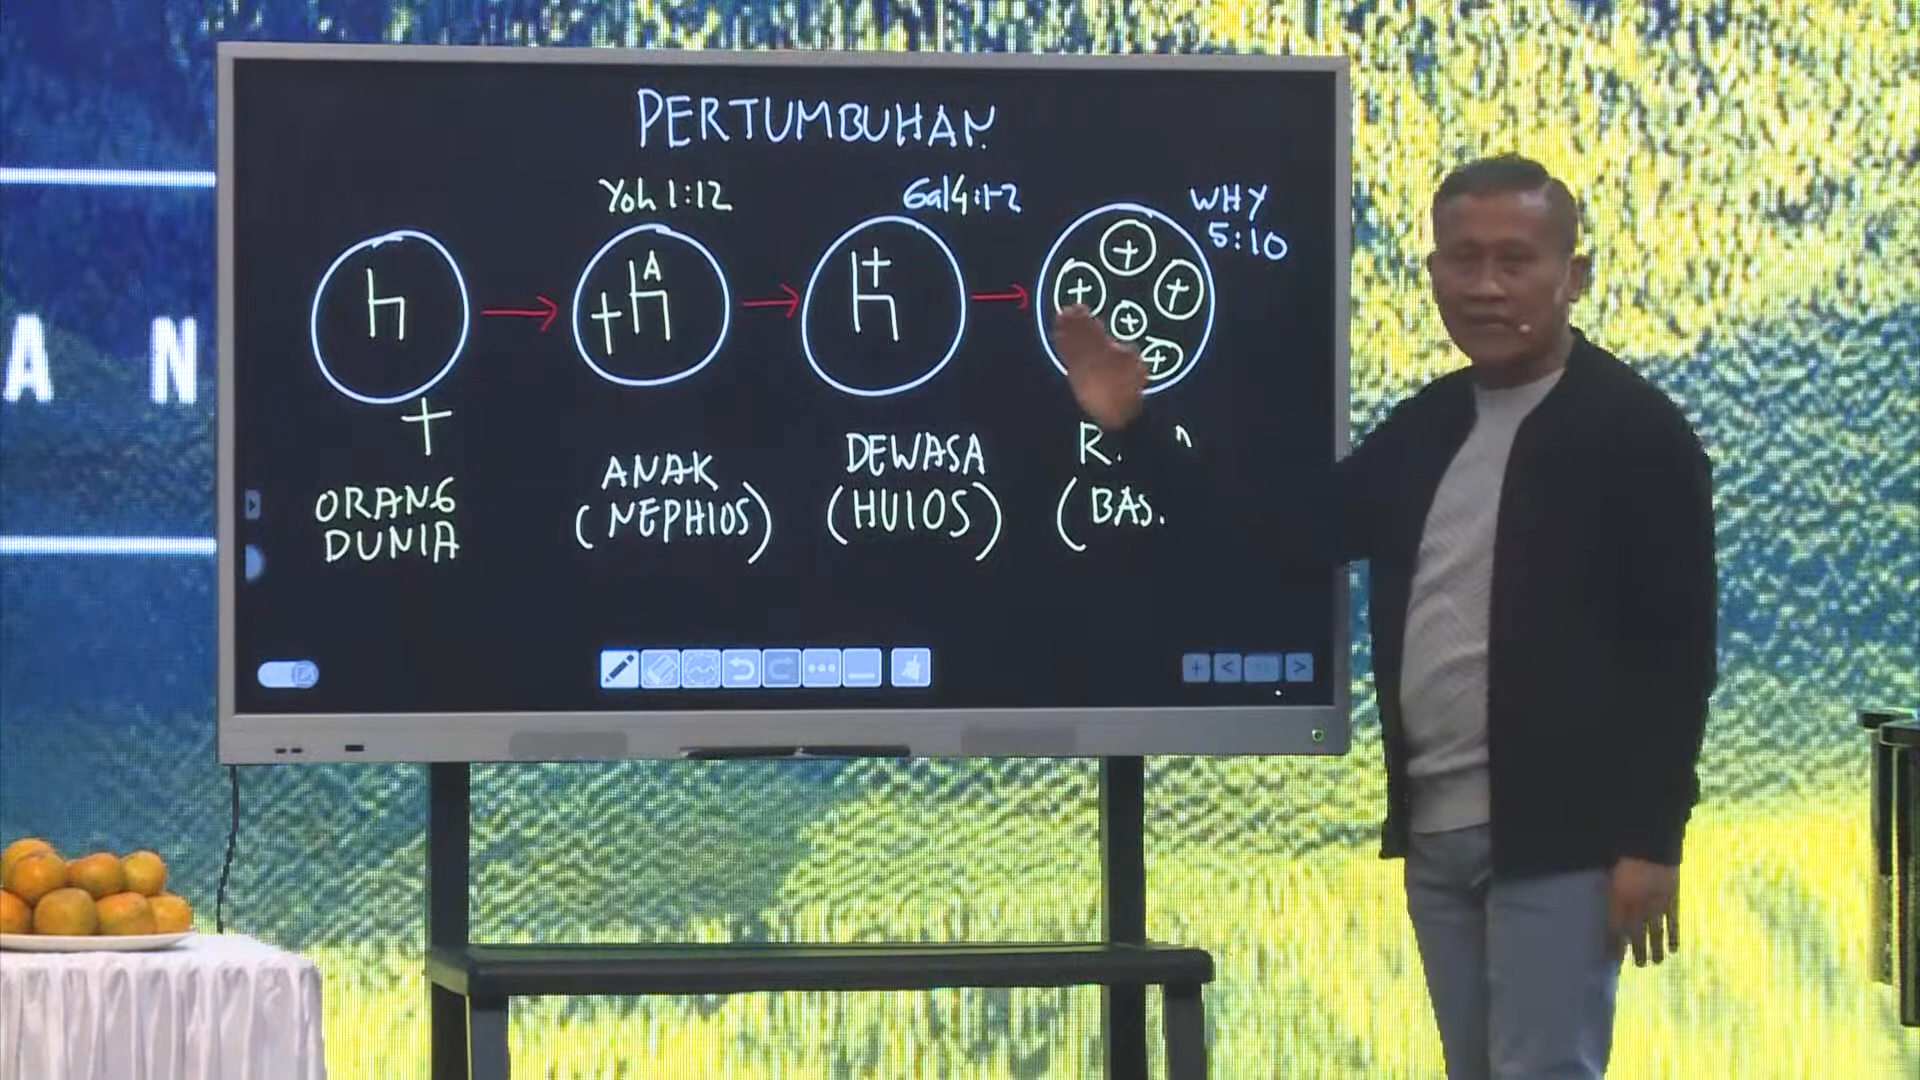 PERTUMBUHAN
Yoh 1:12
Gal 4:1-2
WHY
5:10
A
A N
ORANG
DUNIA
ANAK
(NEPHIOS)
DEWASA
(HUIOS)
R.
(BAS.